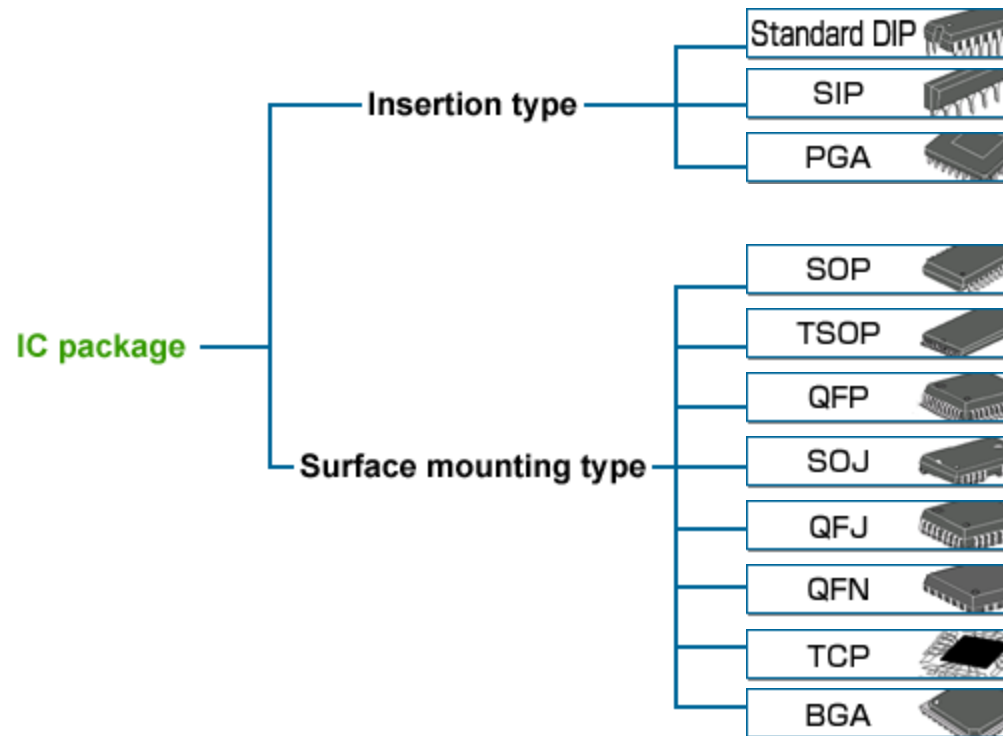 Standard DIP
SIP
Insertion type
PGA
SOP
TSOP
IC package
QFP
SOJ
Surface mounting type
QFJ
QFN
TCP
BGA